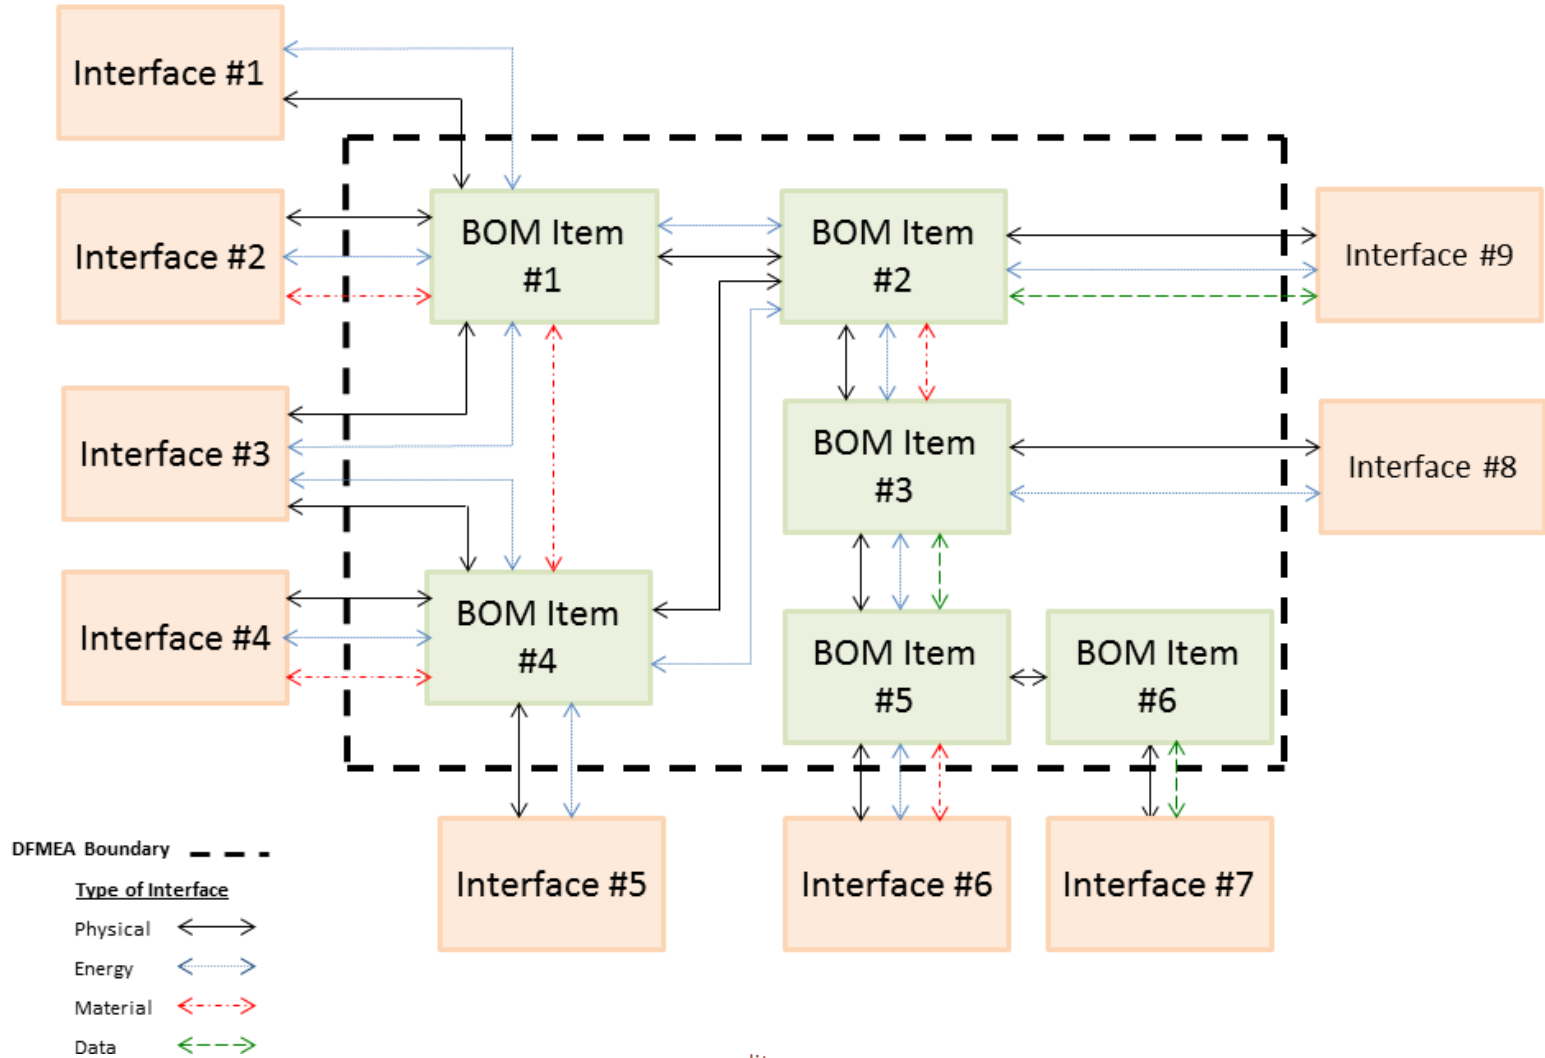 Interface #1
Interface #2
BOM Item
#1
BOM Item
#2
Interface #9
Interface #3
BOM Item
#3
Interface #8
Interface #4
BOM Item
#4
BOM Item
#5
BOM Item
#6
Interface #5
Interface #6
Interface #7
DFMEA Boundary
Type of Interface
Physical
Energy
Material
Data